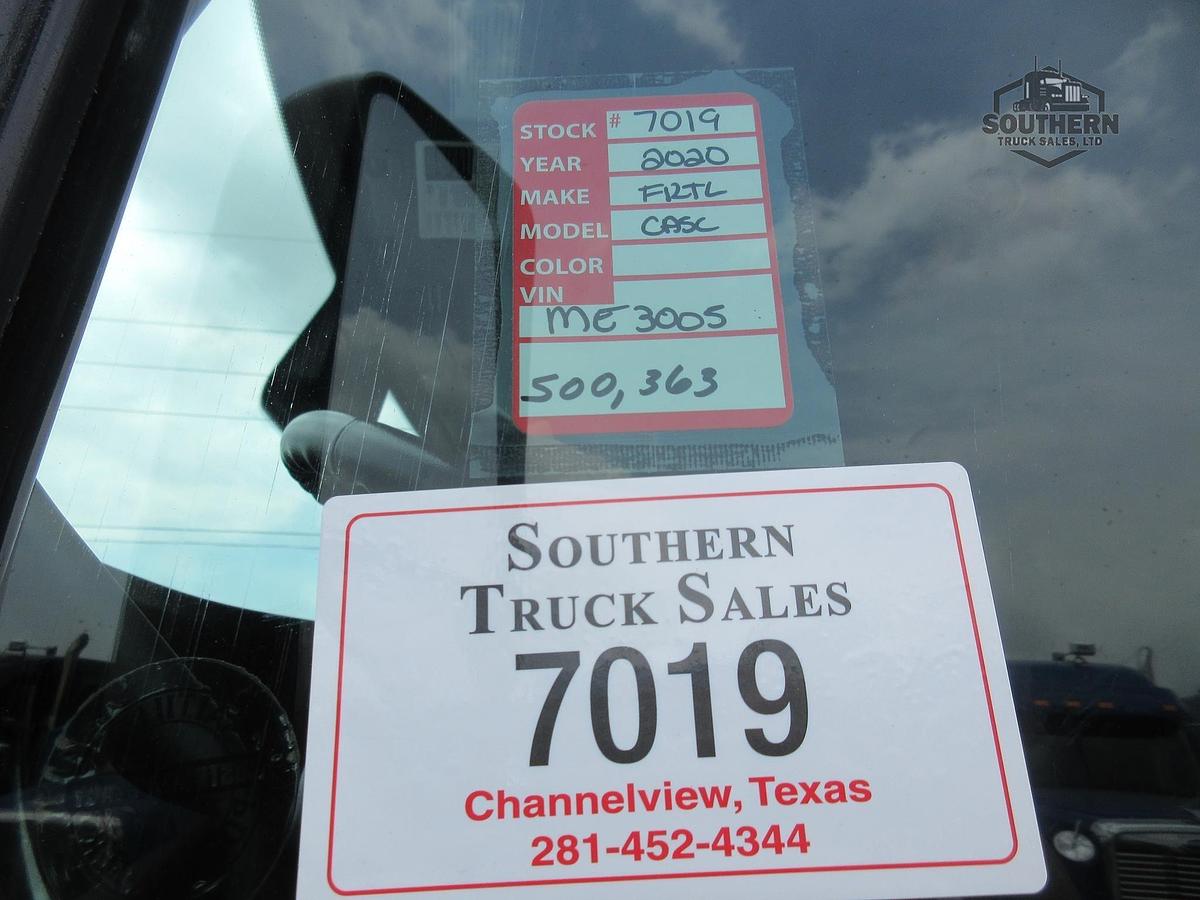 SOUTHERN
TRUCK SALES, LTD
STOCK # 7019
YEAR 2020
MAKE FRTL
MODEL CASC
COLOR
VIN
ME3005
500,363
SOUTHERN
TRUCK SALES
7019
Channelview, Texas
281-452-4344